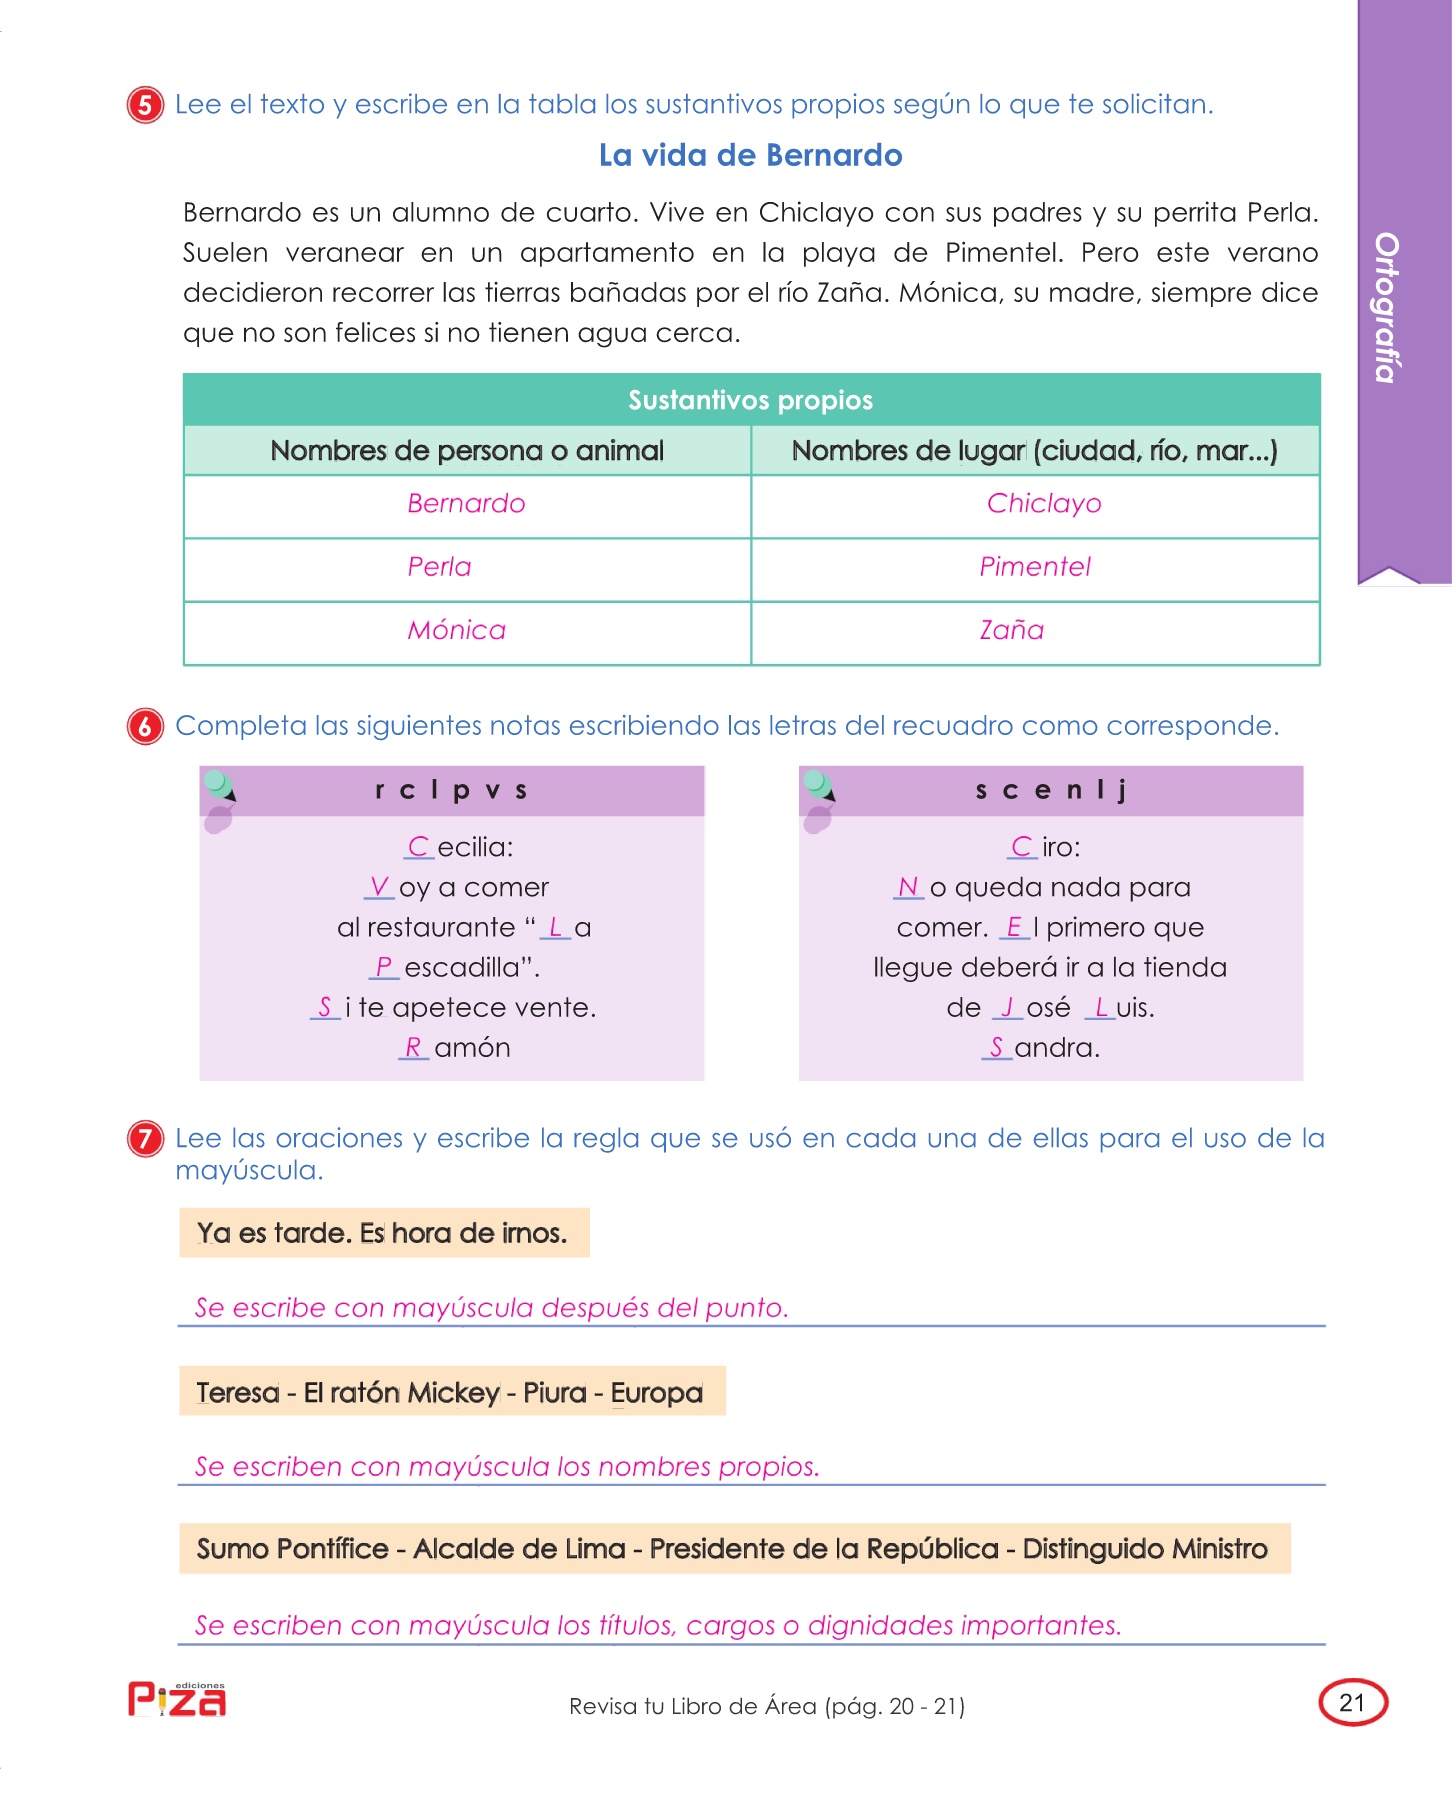 5 Lee el texto y escribe en la tabla los sustantivos propios según lo que te solicitan.
La vida de Bernardo
Bernardo es un alumno de cuarto. Vive en Chiclayo con sus padres y su perrita Perla.
Suelen veranear en un apartamento en la playa de Pimentel. Pero este verano
decidieron recorrer las tierras bañadas por el río Zaña. Mónica, su madre, siempre dice
que no son felices si no tienen agua cerca.
Ortografía
Sustantivos propios
Nombres de persona o animal Nombres de lugar (ciudad, río, mar...)
Bernardo Chiclayo
Perla Pimentel
Mónica Zaña
6 Completa las siguientes notas escribiendo las letras del recuadro como corresponde.
r c l p v s
C ecilia:
V oy a comer
al restaurante “ L a
P escadilla”.
S i te apetece vente.
R amón
s c e n l j
C iro:
N o queda nada para
comer. E l primero que
llegue deberá ir a la tienda
de J osé L uis.
S andra.
7 Lee las oraciones y escribe la regla que se usó en cada una de ellas para el uso de la
mayúscula.
Ya es tarde. Es hora de irnos.
Se escribe con mayúscula después del punto.
Teresa - El ratón Mickey - Piura - Europa
Se escriben con mayúscula los nombres propios.
Sumo Pontífice - Alcalde de Lima - Presidente de la República - Distinguido Ministro
Se escriben con mayúscula los títulos, cargos o dignidades importantes.
ediciones
Piza
Revisa tu Libro de Área (pág. 20 - 21)
21